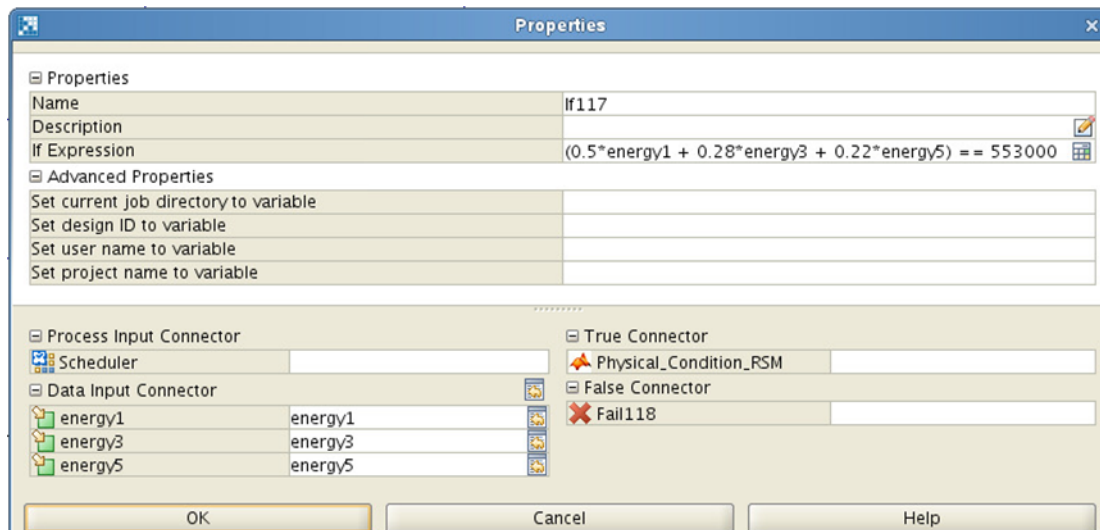 Properties
Properties
Name If117
Description
If Expression (0.5*energy1 + 0.28*energy3 + 0.22*energy5) == 553000
Advanced Properties
Set current job directory to variable
Set design ID to variable
Set user name to variable
Set project name to variable
Process Input Connector
Scheduler
Data Input Connector
energy1 energy1
energy3 energy3
energy5 energy5
True Connector
Physical_Condition_RSM
False Connector
Fail118
OK Cancel Help